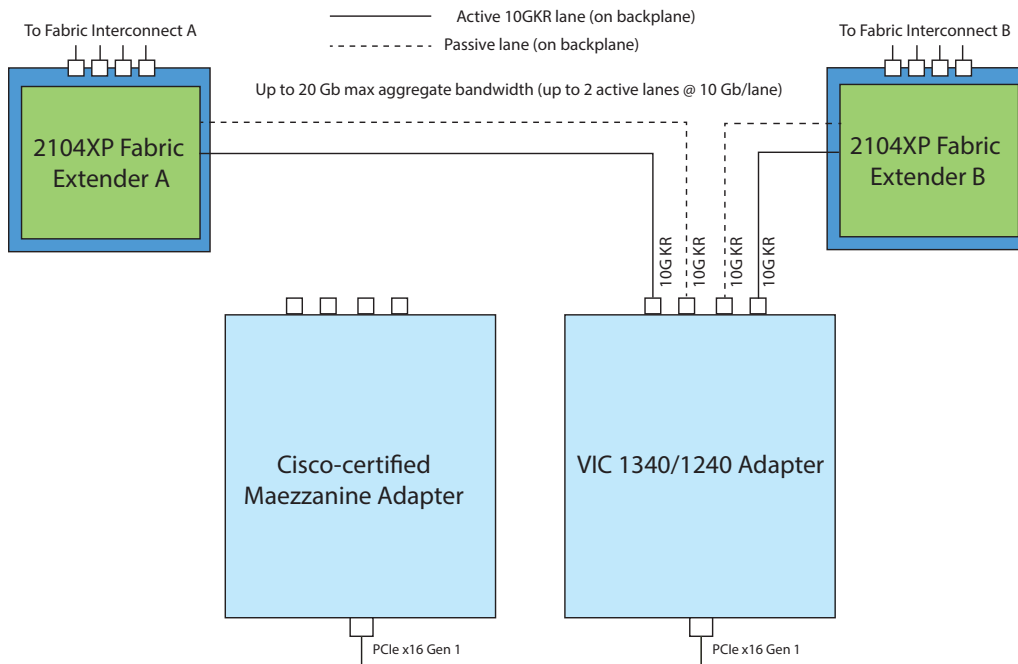 Active 10GKR lane (on backplane)
To Fabric Interconnect A
To Fabric Interconnect B
Passive lane (on backplane)
Up to 20 Gb max aggregate bandwidth (up to 2 active lanes @ 10 Gb/lane)
2104XP Fabric
Extender A
2104XP Fabric
Extender B
10G KR
10G KR
10G KR
10G KR
Cisco-certified
Maezzanine Adapter
VIC 1340/1240 Adapter
PCIe x16 Gen 1
PCIe x16 Gen 1